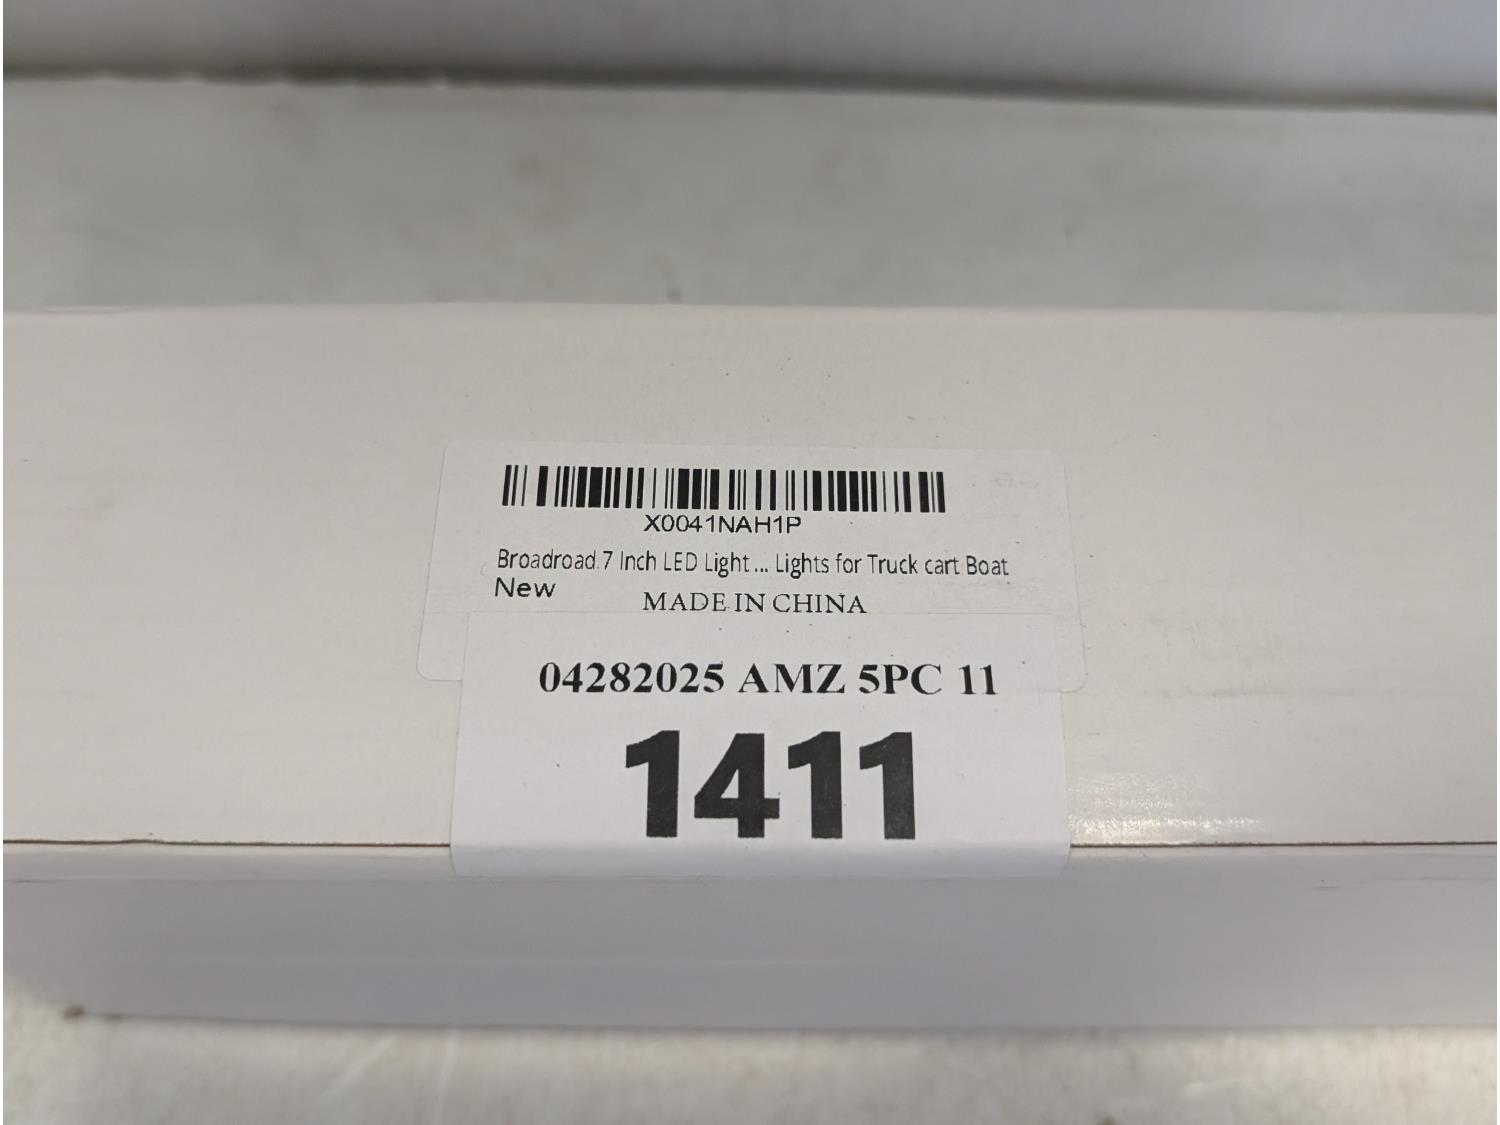 X0041NAH1P
Broadroad 7 Inch LED Light ... Lights for Truck cart Boat
New
MADE IN CHINA
04282025 AMZ 5PC 11
1411